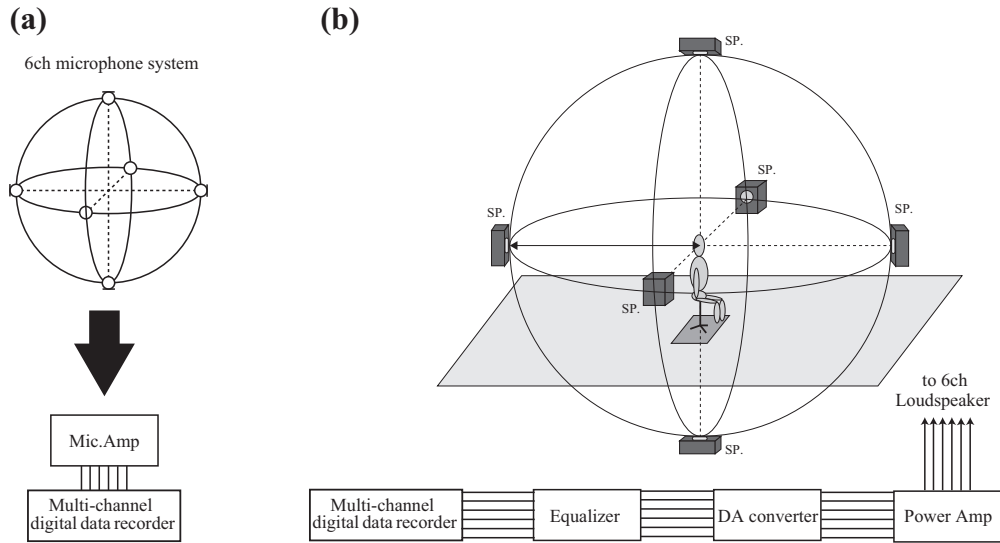 (a)
6ch microphone system
Mic.Amp
Multi-channel
digital data recorder
(b)
SP.
SP.
SP.
SP.
SP.
SP.
to 6ch
Loudspeaker
Multi-channel
digital data recorder
Equalizer
DA converter
Power Amp